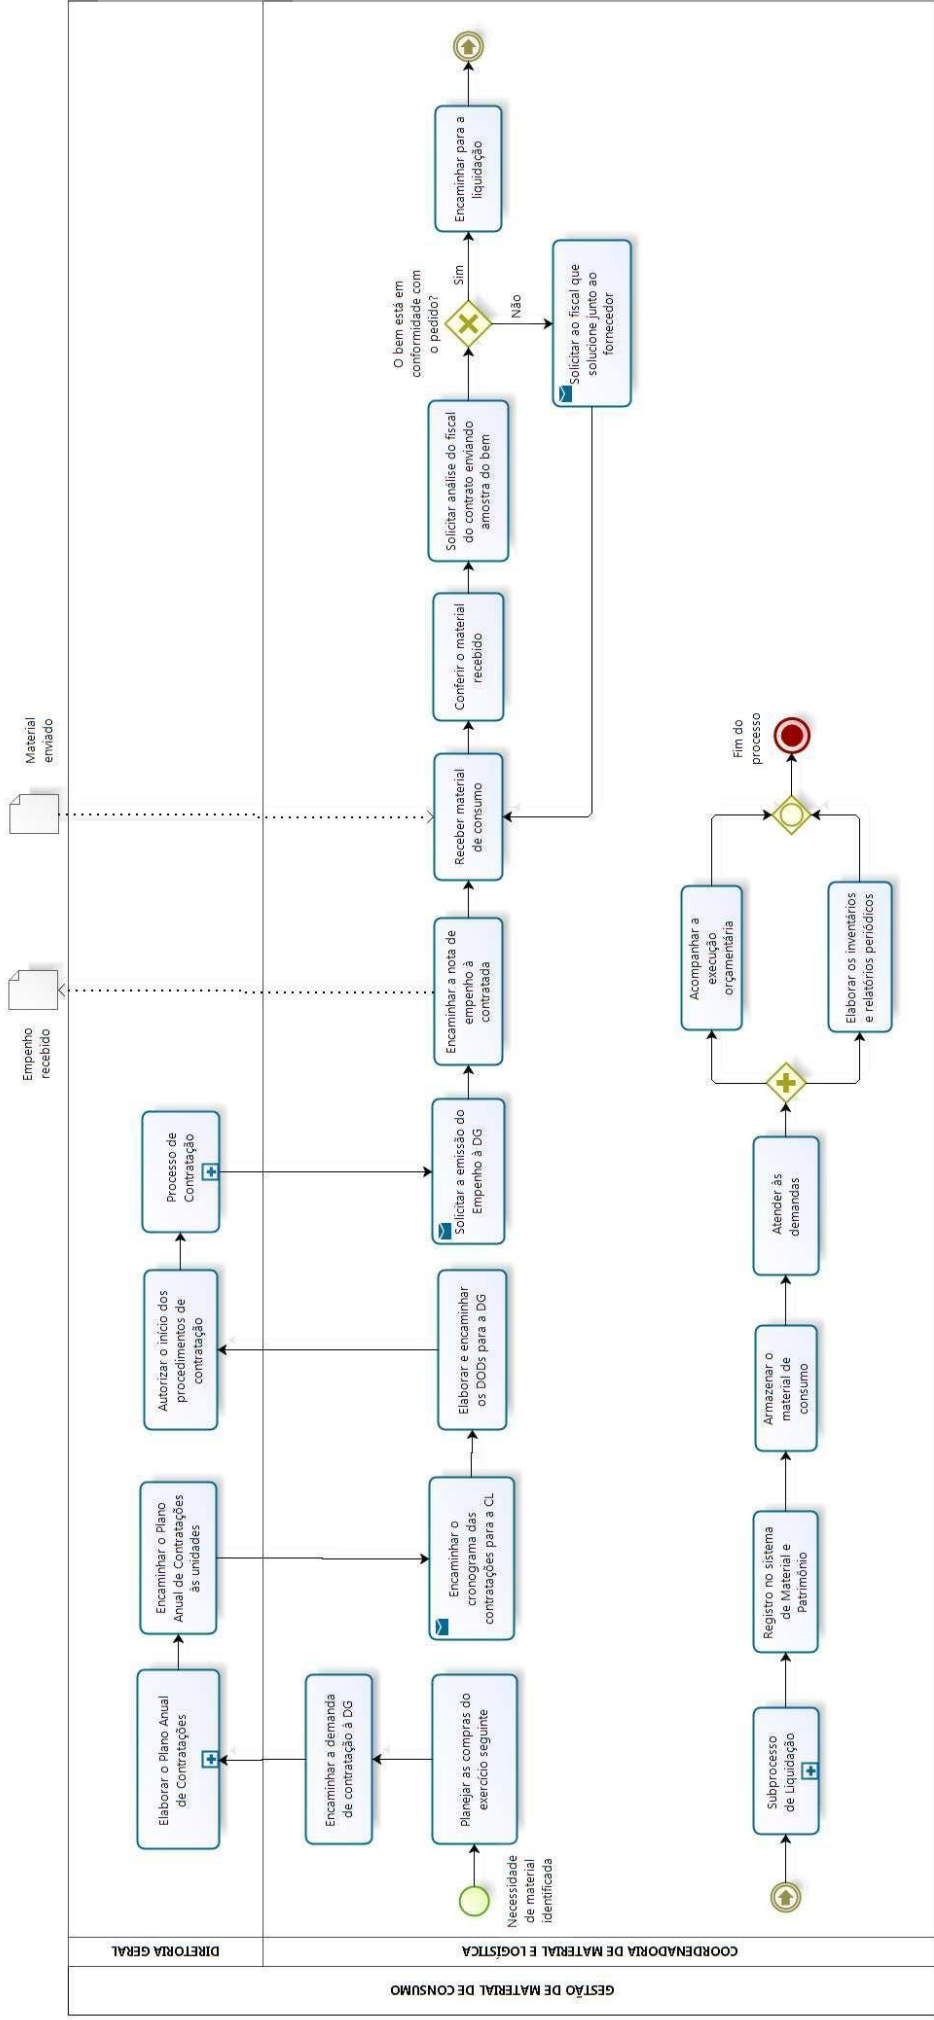 GESTÃO DE MATERIAL DE CONSUMO
DIRETORIA GERAL
COORDENADORIA DE MATERIAL E LOGÍSTICA
Necessidade
de material
identificada
Planejar as compras do
exercício seguinte
Encaminhar a demanda
de contratação à DG
Elaborar o Plano Anual
de Contratações
Encaminhar o Plano
Anual de Contratações
às unidades
Encaminhar o
cronograma das
contratações para a CL
Elaborar e encaminhar
os DODs para a DG
Autorizar o início dos
procedimentos de
contratação
Processo de
Contratação
Solicitar a emissão do
Empenho à DG
Encaminhar a nota de
empenho à
contratada
Empenho
recebido
Material
enviado
Receber material
de consumo
Conferir o material
recebido
Solicitar análise do fiscal
do contrato enviando
amostra do bem
O bem está em
conformidade com
o pedido?
Sim
Não
Solicitar ao fiscal que
solucione junto ao
fornecedor
Encaminhar para a
liquidação
Subprocesso
de Liquidação
Registro no sistema
de Material e
Patrimônio
Armazenar o
material de
consumo
Atender às
demandas
Acompanhar a
execução
orçamentária
Elaborar os inventários
e relatórios periódicos
Fim do
processo